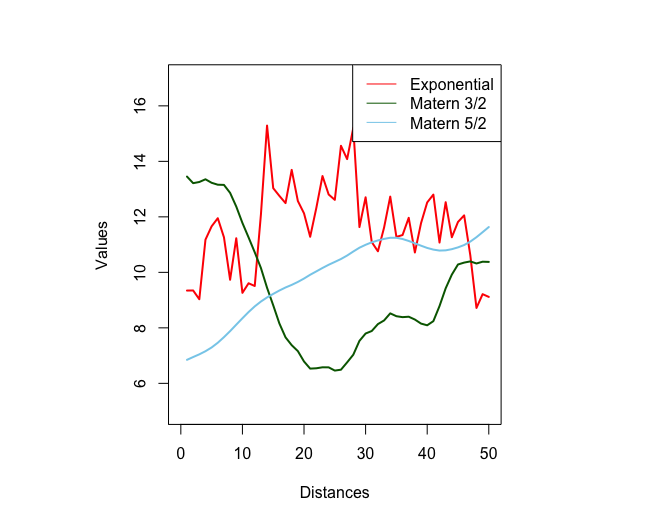 Exponential
Matern 3/2
Matern 5/2
16
14
12
10
8
6
Values
0 10 20 30 40 50
Distances